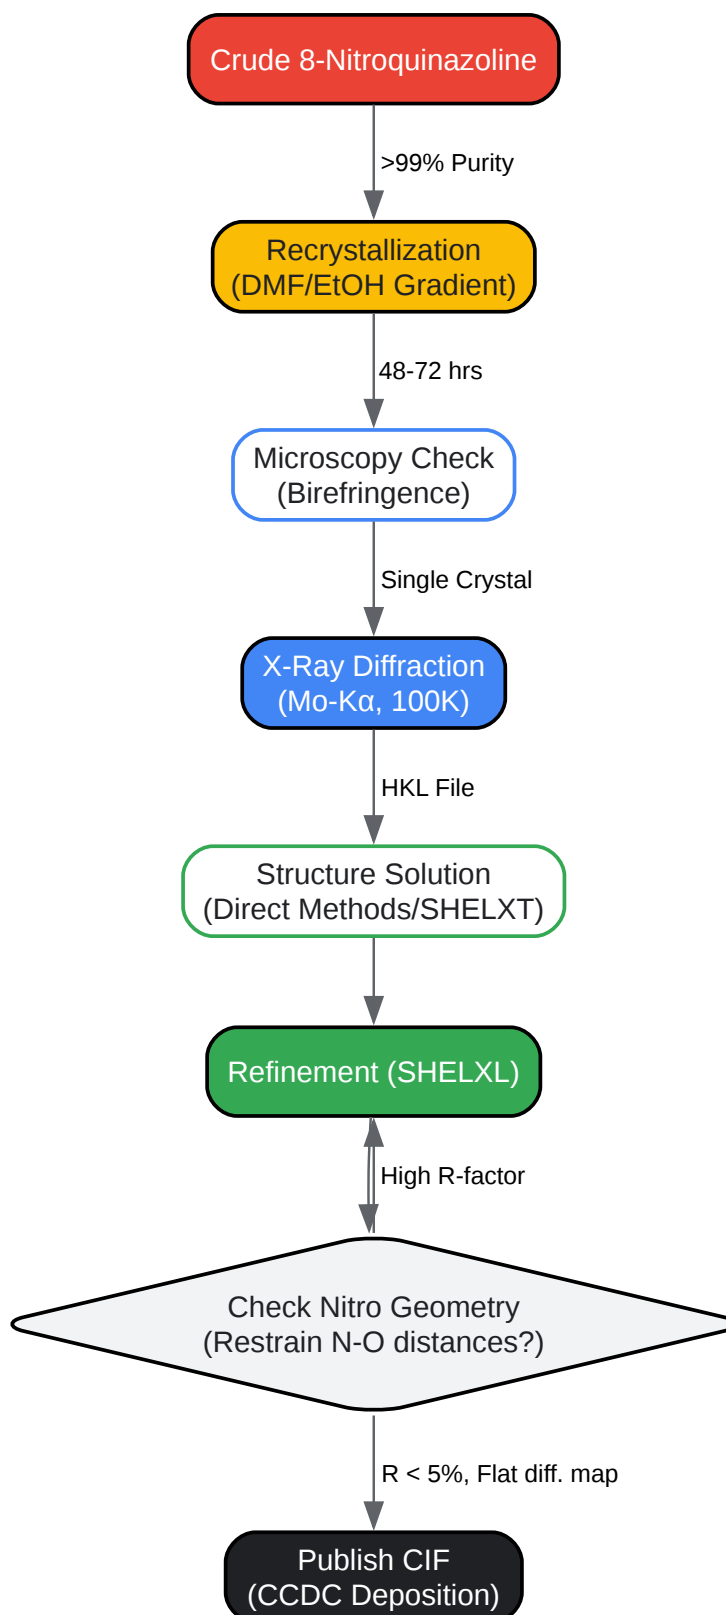 Crude 8-Nitroquinazoline
>99% Purity
Recrystallization
(DMF/EtOH Gradient)
48-72 hrs
Microscopy Check
(Birefringence)
Single Crystal
X-Ray Diffraction
(Mo-Kα, 100K)
HKL File
Structure Solution
(Direct Methods/SHELXT)
Refinement (SHELXL)
High R-factor
Check Nitro Geometry
(Restrain N-O distances?)
R < 5%, Flat diff. map
Publish CIF
(CCDC Deposition)